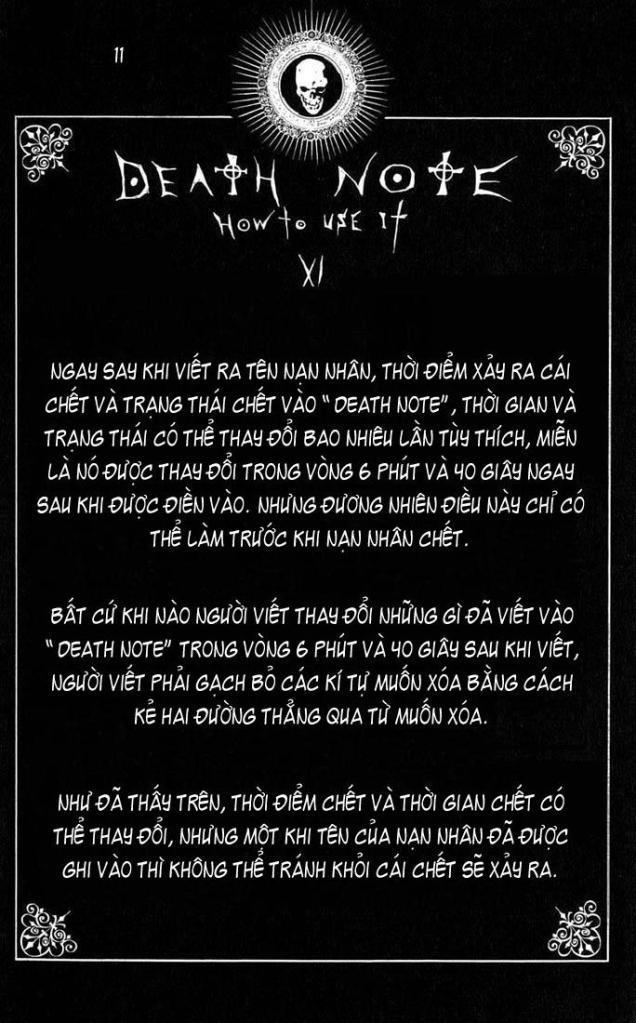 11
DEATH NOTE
HOW to USE IT
XI
NGAY SAY KHI VIẾT RA TÊN NẠN NHÂN, THỜI ĐIỂM XẢY RA CÁI
CHẾT VÀ TRẠNG THÁI CHẾT VÀO " DEATH NOTE", THỜI GIAN VÀ
TRẠNG THÁI CÓ THỂ THAY ĐỔI BAO NHIÊU LẦN TÙY THÍCH, MIỄN
LÀ NÓ ĐƯỢC THAY ĐỔI TRONG VÒNG 6 PHÚT VÀ 40 GIÂY NGAY
SAU KHI ĐƯỢC ĐIỀN VÀO. NHƯNG ĐƯƠNG NHIÊN ĐIỀU NÀY CHỈ CÓ
THỂ LÀM TRƯỚC KHI NẠN NHÂN CHẾT.
BẤT CỨ KHI NÀO NGƯỜI VIẾT THAY ĐỔI NHỮNG GÌ ĐÃ VIẾT VÀO
" DEATH NOTE" TRONG VÒNG 6 PHÚT VÀ 40 GIÂY SAU KHI VIẾT,
NGƯỜI VIẾT PHẢI GẠCH BỎ CÁC KÍ TỰ MUỐN XÓA BẰNG CÁCH
KẺ HAI ĐƯỜNG THẲNG QUA TỪ MUỐN XÓA.
NHƯ ĐÃ THẤY TRÊN, THỜI ĐIỂM CHẾT VÀ THỜI GIAN CHẾT CÓ
THỂ THAY ĐỔI, NHƯNG MỘT KHI TÊN CỦA NẠN NHÂN ĐÃ ĐƯỢC
GHI VÀO THÌ KHÔNG THỂ TRÁNH KHỎI CÁI CHẾT SẼ XẢY RA.